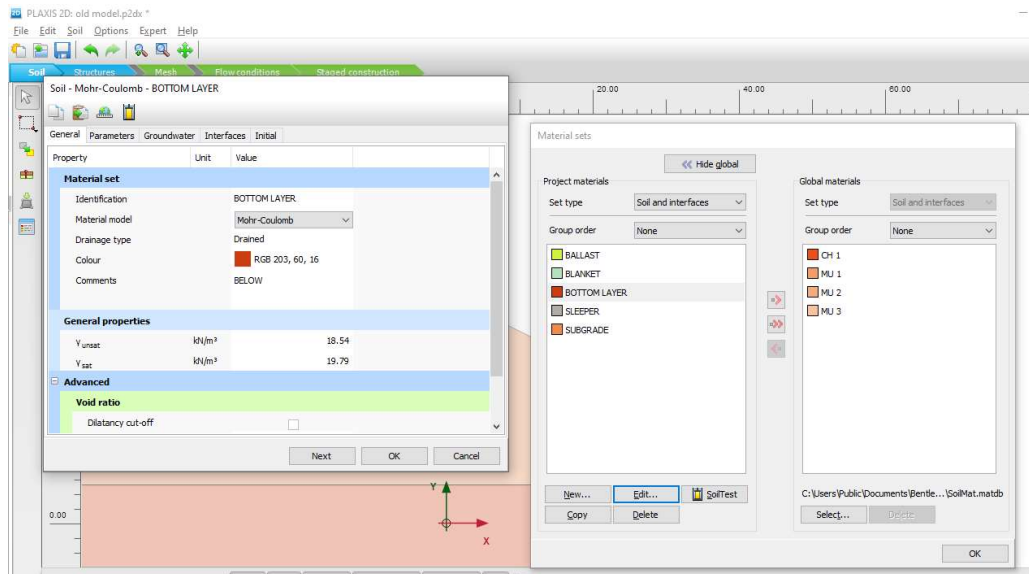 2D PLAXIS 2D: old model.p2dx *
File Edit Soil Options Expert Help
Soil Structures Mesh Flow conditions Staged construction
Soil - Mohr-Coulomb - BOTTOM LAYER
General Parameters Groundwater Interfaces Initial
Property Unit Value
Material set
Identification BOTTOM LAYER
Material model Mohr-Coulomb
Drainage type Drained
Colour RGB 203, 60, 16
Comments BELOW
General properties
γ unsat kN/m³ 18.54
γ sat kN/m³ 19.79
Advanced
Void ratio
Dilatancy cut-off
Next OK Cancel
20.00 40.00 60.00
0.00
Y
X
Material sets
<< Hide global
Project materials
Set type Soil and interfaces
Group order None
BALLAST
BLANKET
BOTTOM LAYER
SLEEPER
SUBGRADE
New... Edit... SoilTest
Copy Delete
Global materials
Set type Soil and interfaces
Group order None
CH 1
MU 1
MU 2
MU 3
C:\Users\Public\Documents\Bentle...\SoilMat.matdb
Select... Delete
OK